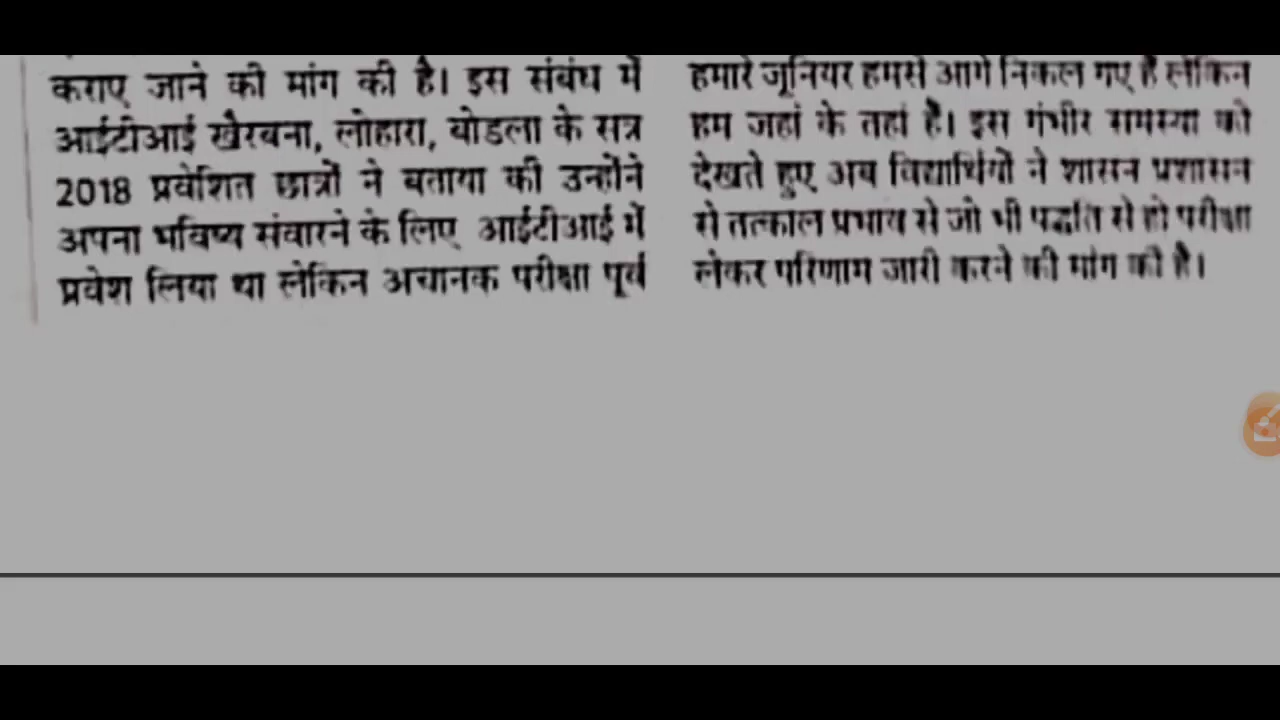 कराए जाने की मांग की है। इस संबंध में
आईटीआई खैरबना, लोहारा, बोडला के सत्र
2018 प्रवेशित छात्रों ने बताया की उन्होंने
अपना भविष्य संवारने के लिए आईटीआई में
प्रवेश लिया था लेकिन अचानक परीक्षा पूर्व
हमारे जूनियर हमसे आगे निकल गए हैं लेकिन
हम जहां के तहां है। इस गंभीर समस्या को
देखते हुए अब विद्यार्थियों ने शासन प्रशासन
से तत्काल प्रभाव से जो भी पद्धति से हो परीक्षा
लेकर परिणाम जारी करने की मांग की है।